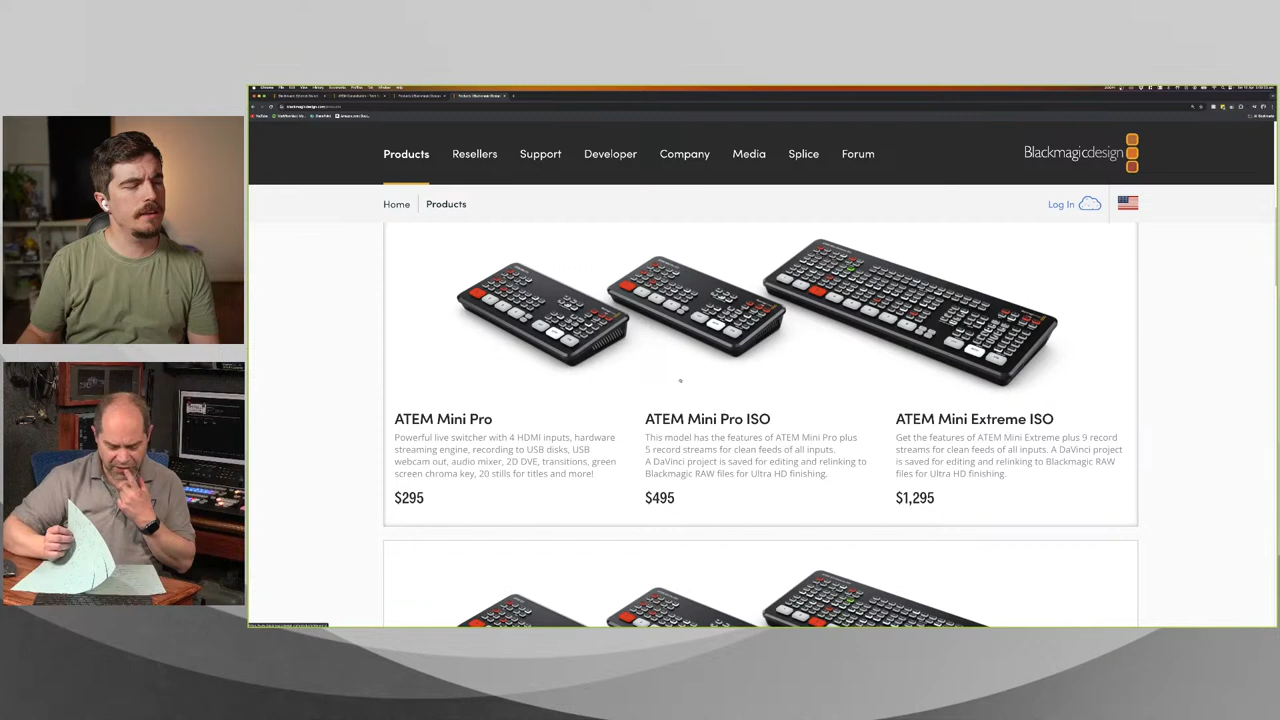 Products
Resellers
Support
Developer
Company
Media
Splice
Forum
Blackmagicdesign
Home
Products
Log In
ATEM Mini Pro
Powerful live switcher with 4 HDMI inputs, hardware
streaming engine, recording to USB disks, USB
webcam out, audio mixer, 2D DVE, transitions, green
screen chroma key, 20 stills for titles and more!
$295
ATEM Mini Pro ISO
This model has the features of ATEM Mini Pro plus
5 record streams for clean feeds of all inputs.
A DaVinci project is saved for editing and relinking to
Blackmagic RAW files for Ultra HD finishing.
$495
ATEM Mini Extreme ISO
Get the features of ATEM Mini Extreme plus 9 record
streams for clean feeds of all inputs. A DaVinci project
is saved for editing and relinking to Blackmagic RAW
files for Ultra HD finishing.
$1,295